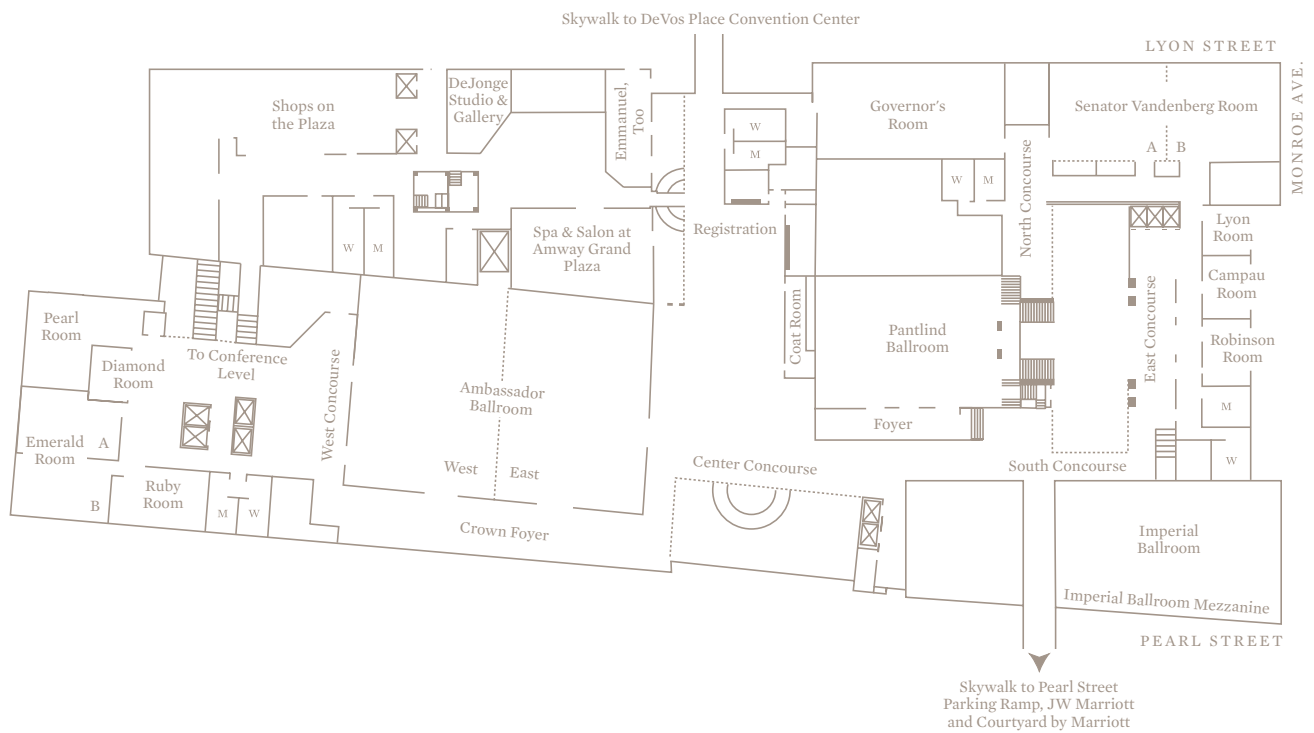 Skywalk to DeVos Place Convention Center
LYON STREET
MONROE AVE.
Shops on
the Plaza
DeJonge
Studio &
Gallery
Emmanuel,
Too
W
M
Governor's
Room
Senator Vandenberg Room
A B
North Concourse
W M
W M
Registration
Spa & Salon at
Amway Grand
Plaza
Lyon
Room
Campau
Room
Robinson
Room
East Concourse
M
W
Pearl
Room
Diamond
Room
To Conference
Level
West Concourse
Ambassador
Ballroom
West East
Coat Room
Pantlind
Ballroom
Foyer
Emerald
Room
A
B
Ruby
Room
M W
Crown Foyer
Center Concourse
South Concourse
Imperial
Ballroom
Imperial Ballroom Mezzanine
PEARL STREET
Skywalk to Pearl Street
Parking Ramp, JW Marriott
and Courtyard by Marriott